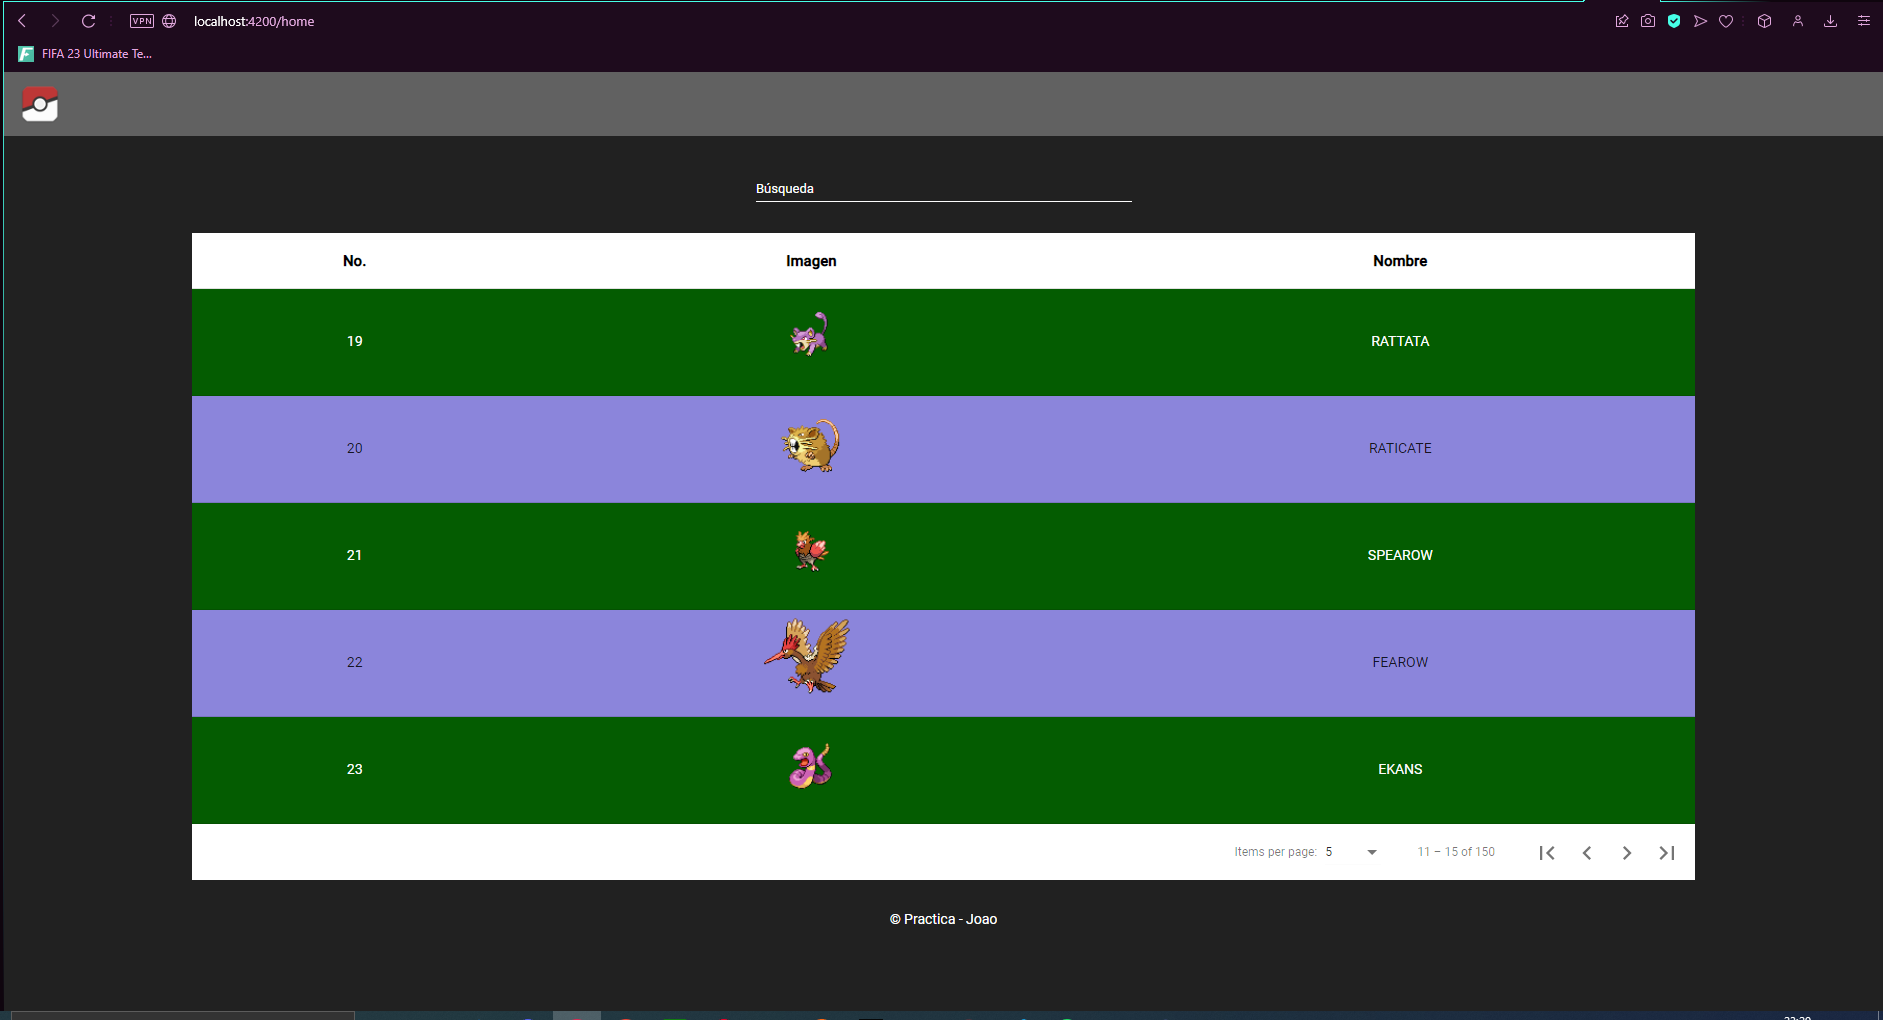 VPN localhost:4200/home
FIFA 23 Ultimate Te...
Búsqueda
No. Imagen Nombre
19 RATTATA
20 RATICATE
21 SPEAROW
22 FEAROW
23 EKANS
Items per page: 5 11 – 15 of 150
© Practica - Joao